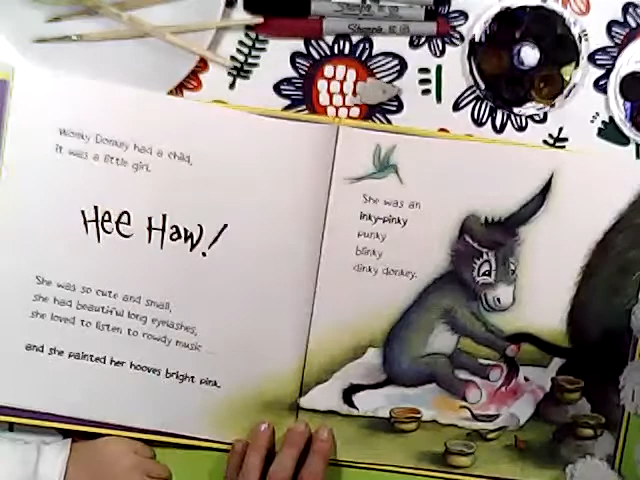 Sharpie
Sharpie
Wonky Donkey had a child,
it was a little girl.
Hee Haw!
She was so cute and small,
she had beautiful long eyelashes,
she loved to listen to rowdy music ...
and she painted her hooves bright pink.
She was an
inky-pinky
punky
blinky
dinky donkey.